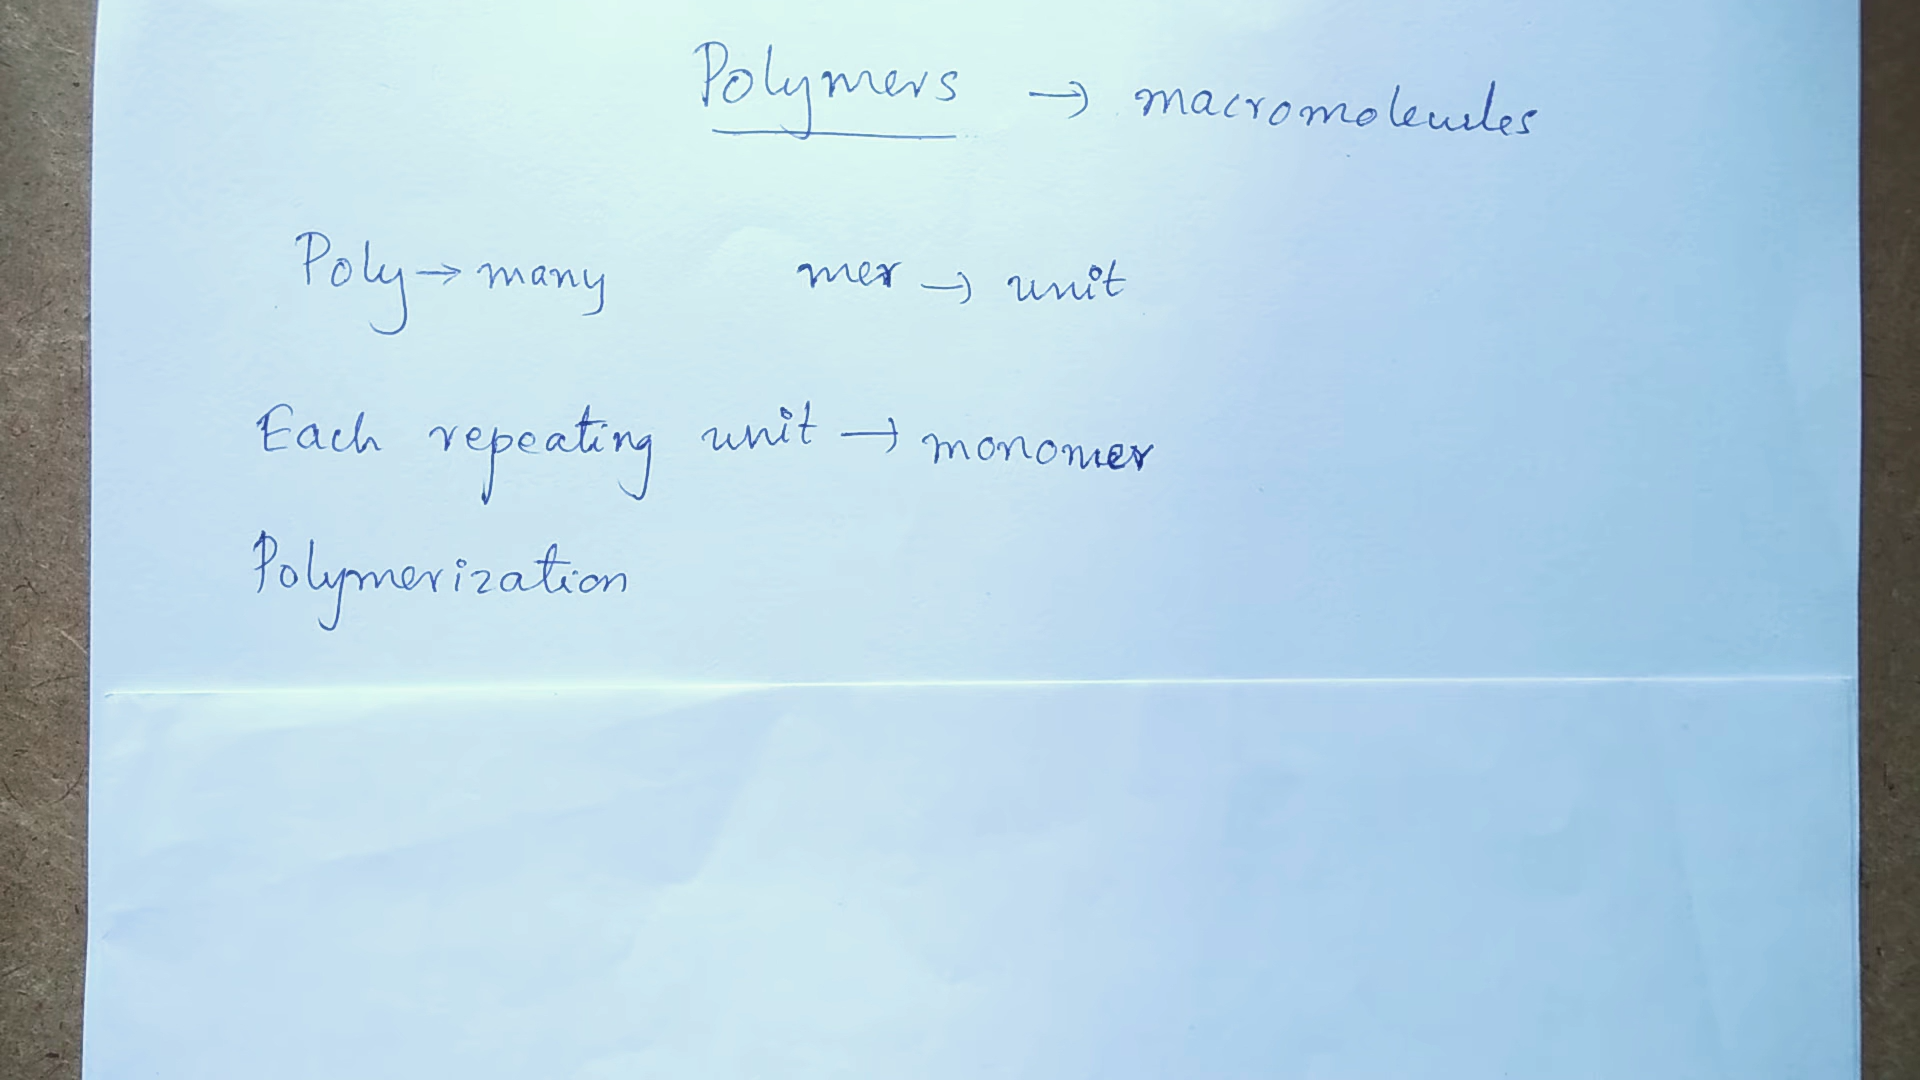 Polymers → macromolecules
Poly → many mer → unit
Each repeating unit → monomer
Polymerization